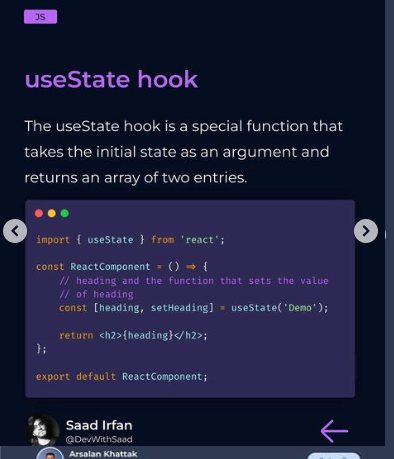 JS
useState hook
The useState hook is a special function that
takes the initial state as an argument and
returns an array of two entries.
import { useState } from 'react';
const ReactComponent = () => {
// heading and the function that sets the value
// of heading
const [heading, setHeading] = useState('Demo');
return <h2>{heading}</h2>;
};
export default ReactComponent;
Saad Irfan
@DevWithSaad
Arsalan Khattak